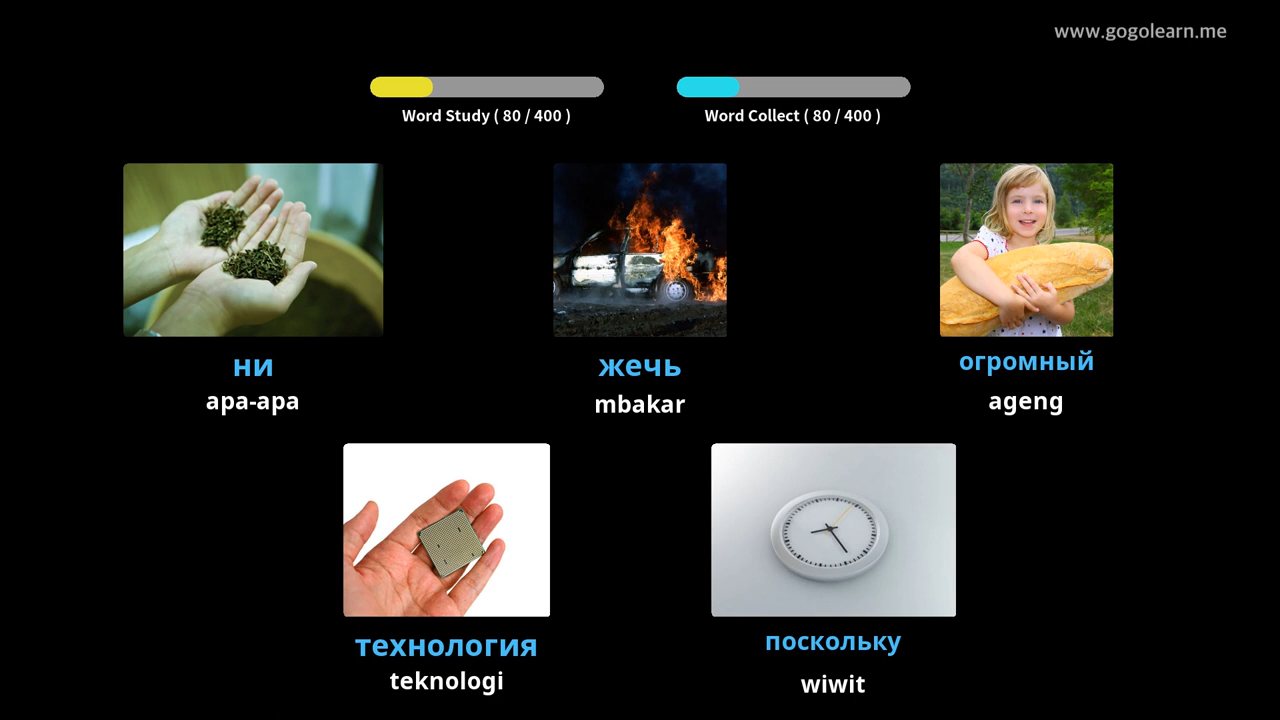 www.gogolearn.me
Word Study ( 80 / 400 )
Word Collect ( 80 / 400 )
ни
apa-apa
жечь
mbakar
огромный
ageng
технология
teknologi
поскольку
wiwit